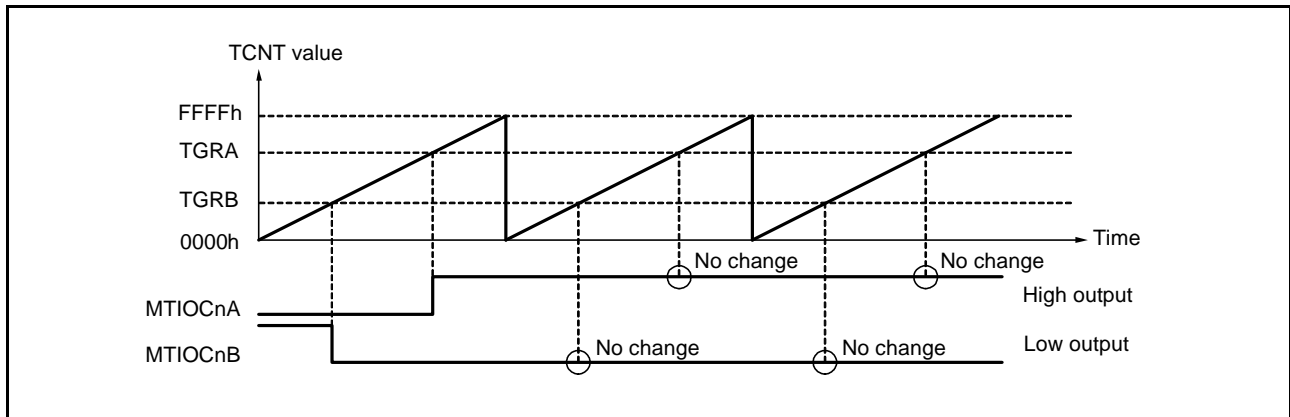 TCNT value
FFFFh
TGRA
TGRB
0000h
Time
No change
No change
High output
MTIOCnA
No change
No change
Low output
MTIOCnB